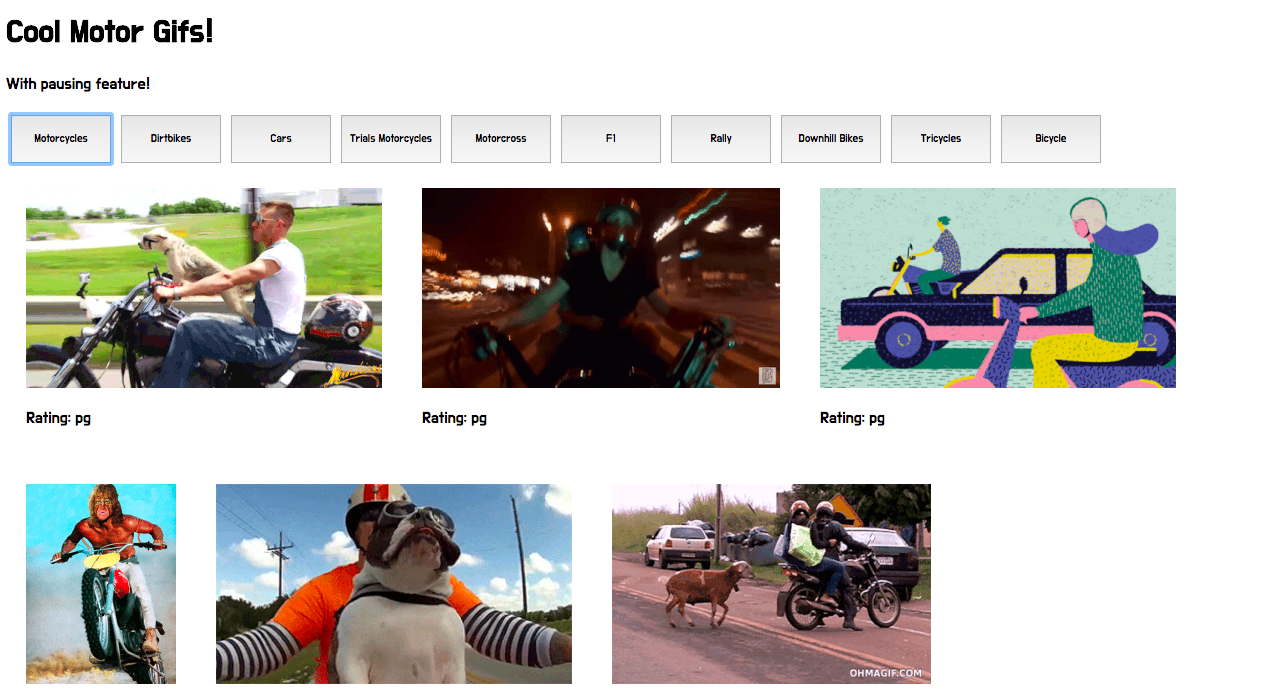 Cool Motor Gifs!
With pausing feature!
Motorcycles Dirtbikes Cars Trials Motorcycles Motorcross F1 Rally Downhill Bikes Tricycles Bicycle
Rating: pg Rating: pg Rating: pg
OHMAGIF.COM